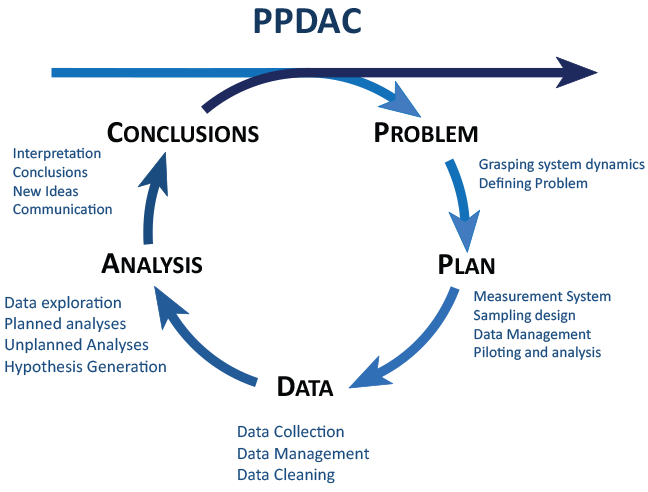 PPDAC
CONCLUSIONS
PROBLEM
Interpretation
Conclusions
New Ideas
Communication
Grasping system dynamics
Defining Problem
ANALYSIS
PLAN
Data exploration
Planned analyses
Unplanned Analyses
Hypothesis Generation
Measurement System
Sampling design
Data Management
Piloting and analysis
DATA
Data Collection
Data Management
Data Cleaning